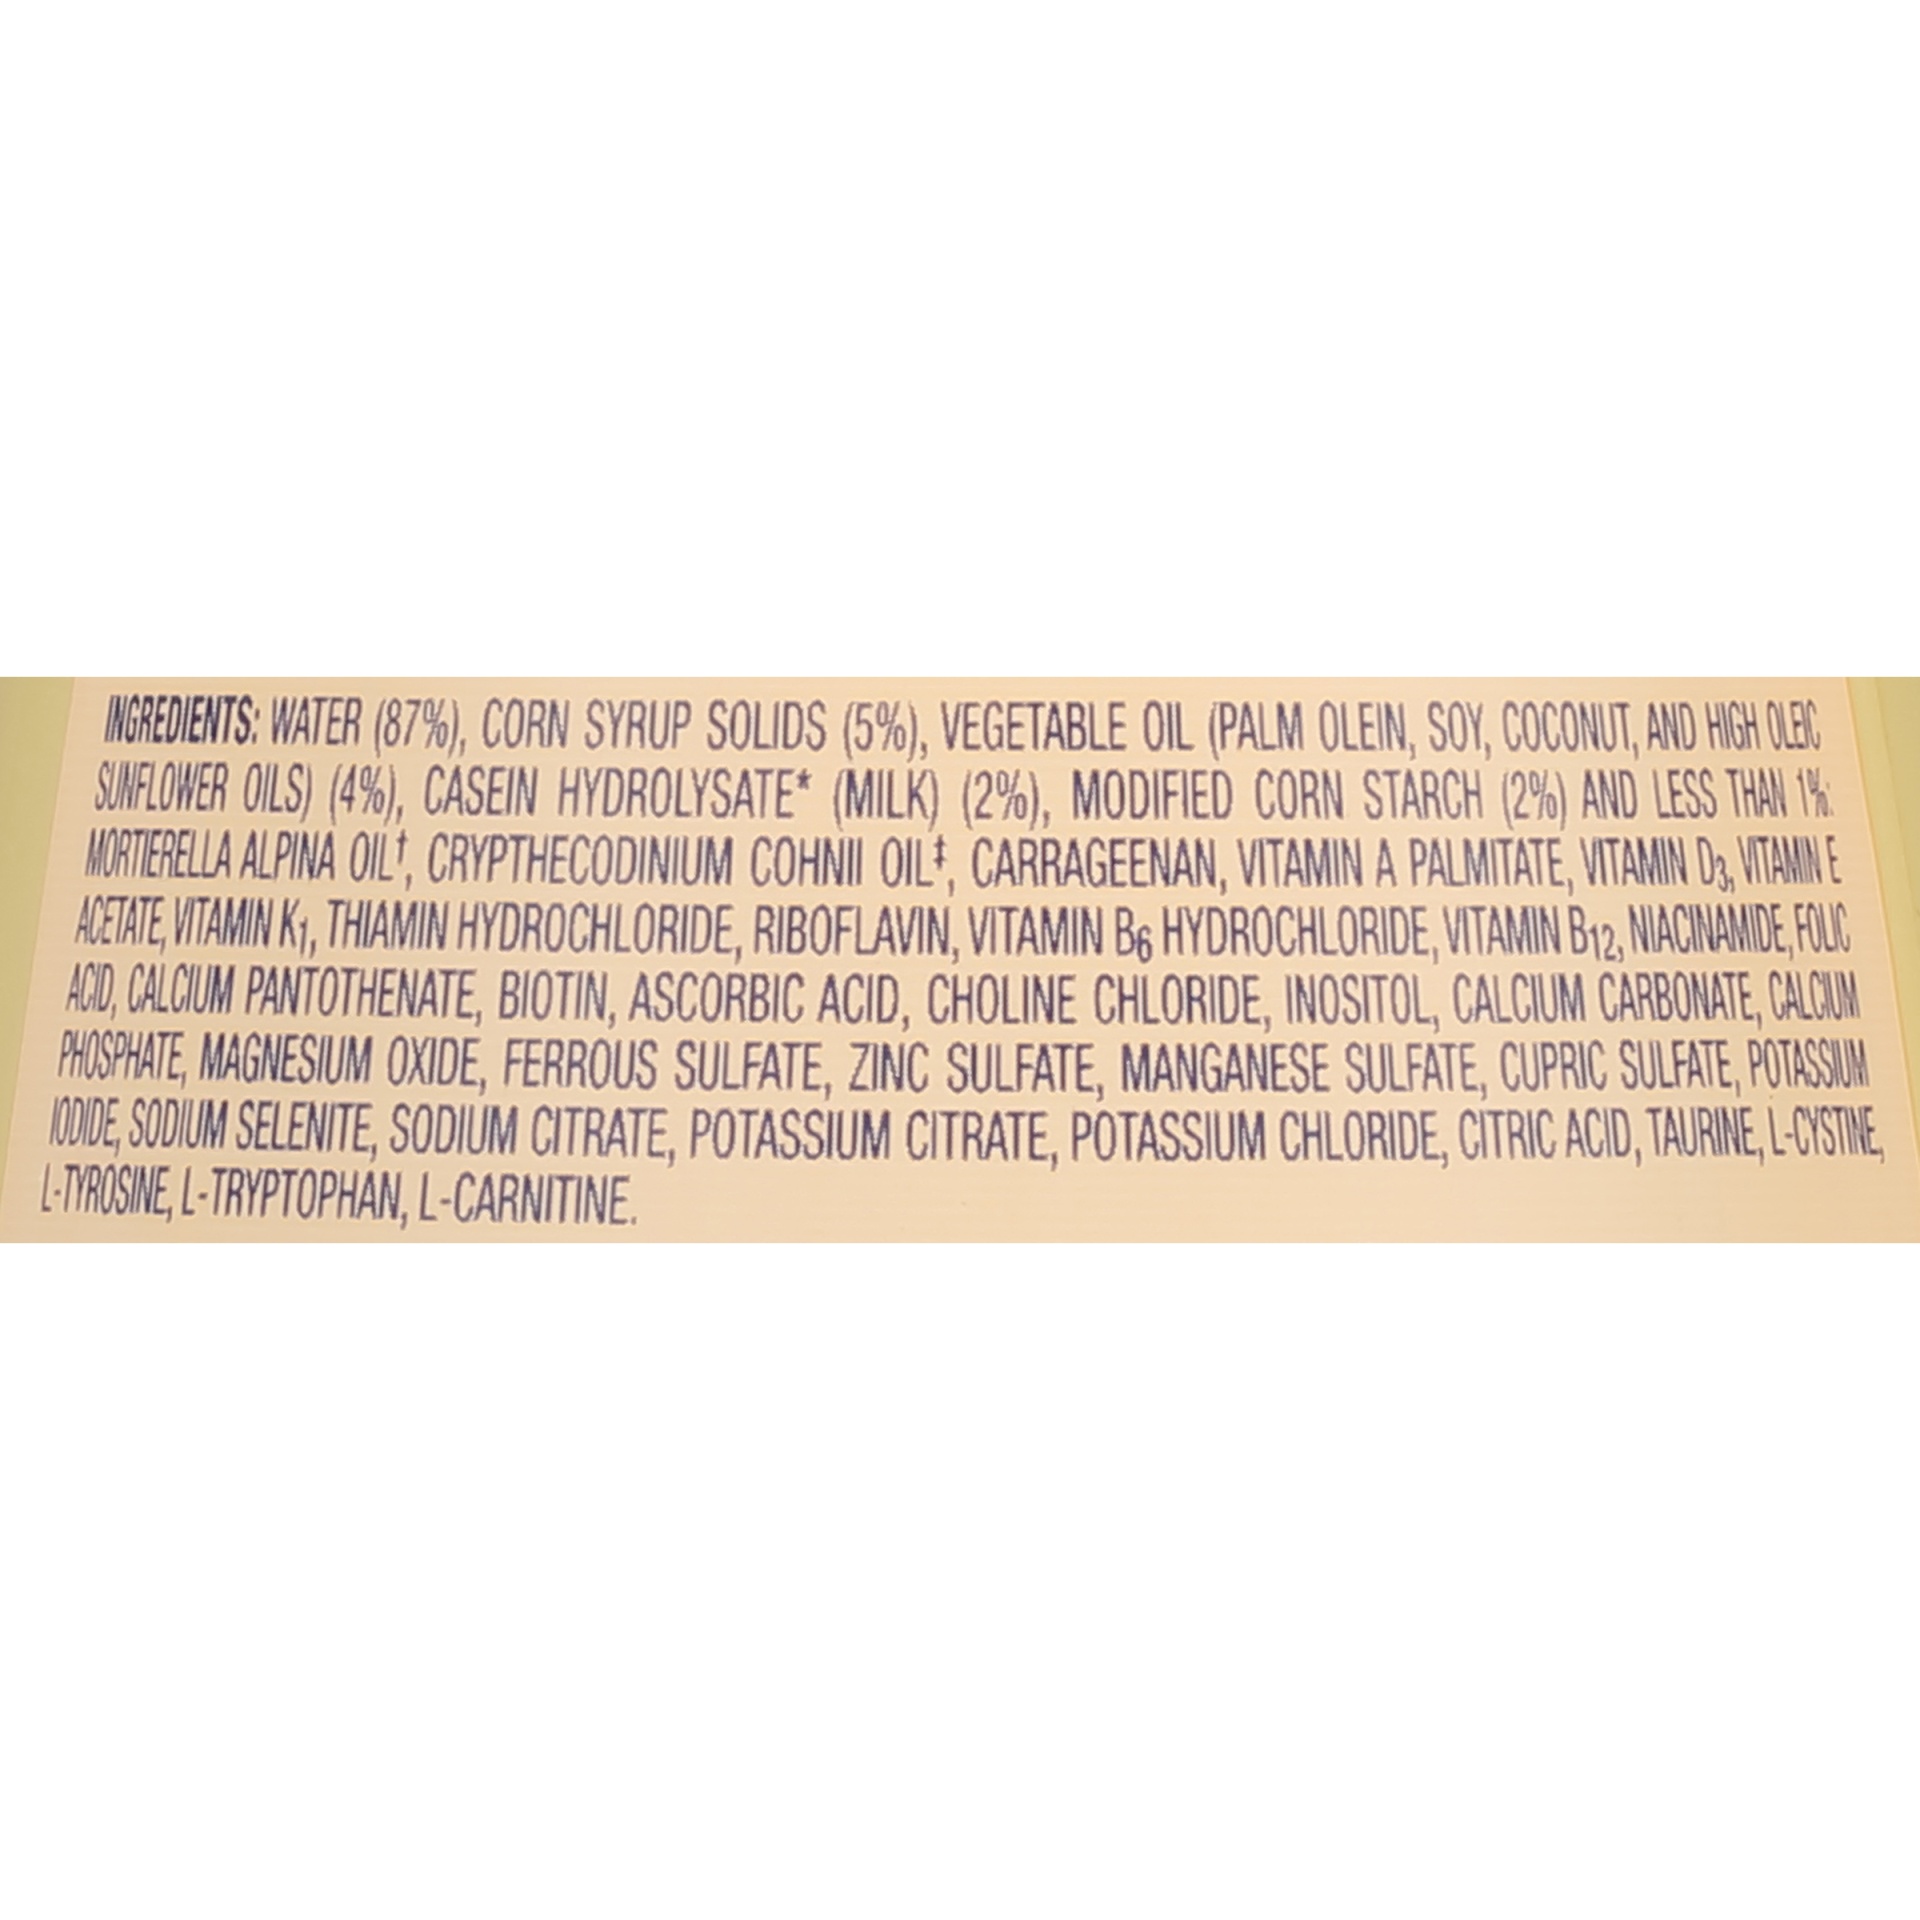 INGREDIENTS: WATER (87%), CORN SYRUP SOLIDS (5%), VEGETABLE OIL (PALM OLEIN, SOY, COCONUT, AND HIGH OLEIC
SUNFLOWER OILS) (4%), CASEIN HYDROLYSATE* (MILK) (2%), MODIFIED CORN STARCH (2%) AND LESS THAN 1%:
MORTIERELLA ALPINA OIL†, CRYPTHECODINIUM COHNII OIL‡, CARRAGEENAN, VITAMIN A PALMITATE, VITAMIN D3, VITAMIN E
ACETATE, VITAMIN K1, THIAMIN HYDROCHLORIDE, RIBOFLAVIN, VITAMIN B6 HYDROCHLORIDE, VITAMIN B12, NIACINAMIDE, FOLIC
ACID, CALCIUM PANTOTHENATE, BIOTIN, ASCORBIC ACID, CHOLINE CHLORIDE, INOSITOL, CALCIUM CARBONATE, CALCIUM
PHOSPHATE, MAGNESIUM OXIDE, FERROUS SULFATE, ZINC SULFATE, MANGANESE SULFATE, CUPRIC SULFATE, POTASSIUM
IODIDE, SODIUM SELENITE, SODIUM CITRATE, POTASSIUM CITRATE, POTASSIUM CHLORIDE, CITRIC ACID, TAURINE, L-CYSTINE,
L-TYROSINE, L-TRYPTOPHAN, L-CARNITINE.